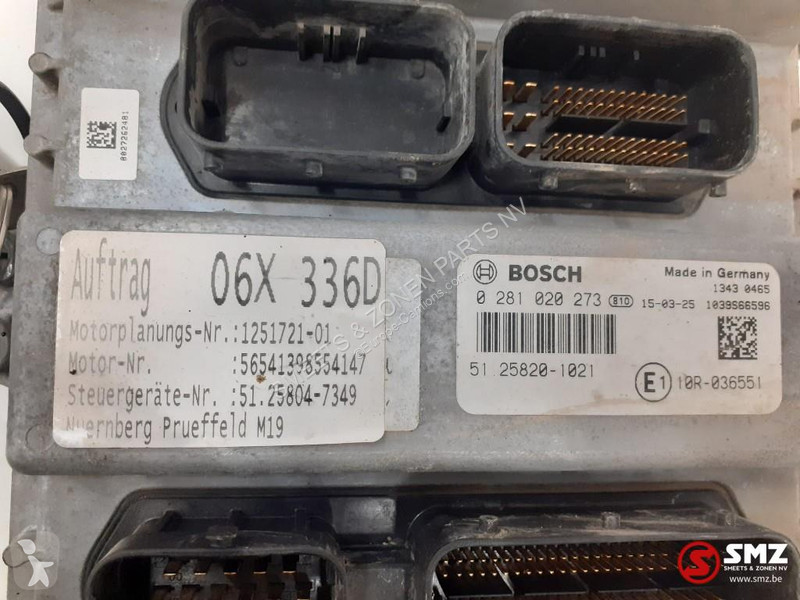 8027262481
Auftrag 06X 336D
Motorplanungs-Nr.:1251721-01
Motor-Nr. :56541398554147
Steuergeräte-Nr. :51.25804-7349
Nuernberg Prueffeld M19
BOSCH
Made in Germany
1343 0465
0 281 020 273 810 15-03-25 1039S66596
51.25820-1021
E1 10R-036551
SMEETS & ZONEN PARTS NV
SMZ
SMEETS & ZONEN NV
www.smz.be